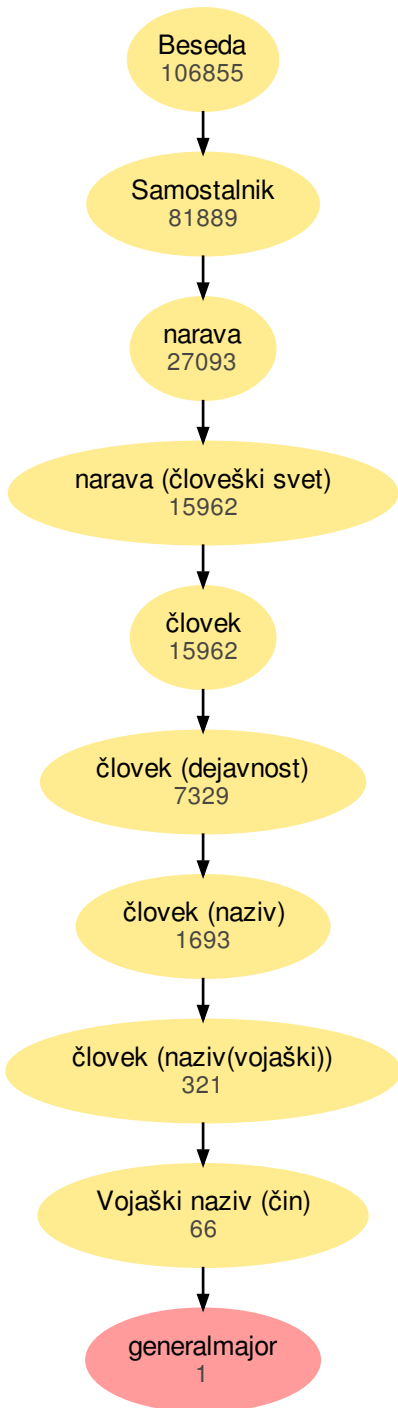 Beseda
106855
Samostalnik
81889
narava
27093
narava (človeški svet)
15962
človek
15962
človek (dejavnost)
7329
človek (naziv)
1693
človek (naziv(vojaški))
321
Vojaški naziv (čin)
66
generalmajor
1